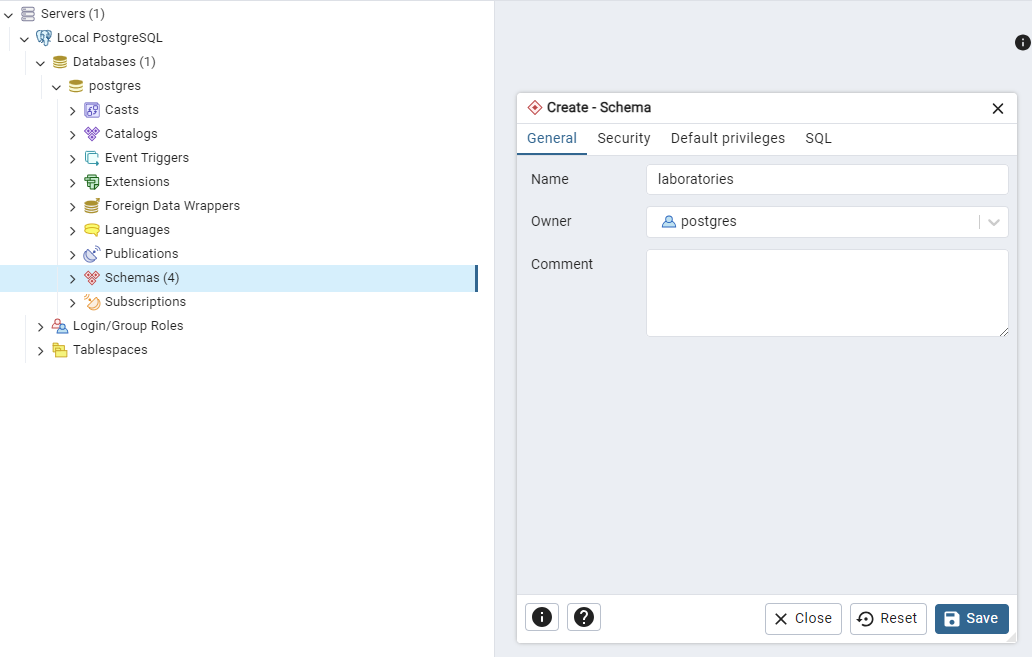 Servers (1)
Local PostgreSQL
Databases (1)
postgres
Casts
Catalogs
Event Triggers
Extensions
Foreign Data Wrappers
Languages
Publications
Schemas (4)
Subscriptions
Login/Group Roles
Tablespaces
Create - Schema
General Security Default privileges SQL
Name laboratories
Owner postgres
Comment
Close Reset Save